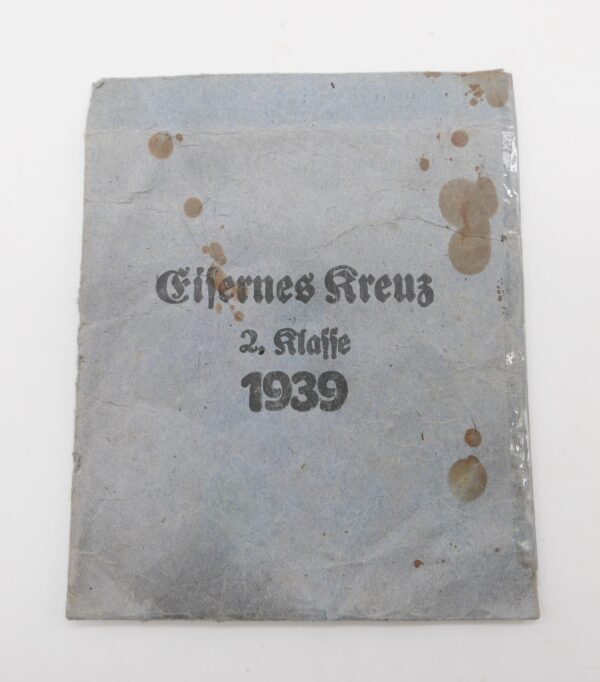 Eisernes Kreuz
2. Klasse
1939